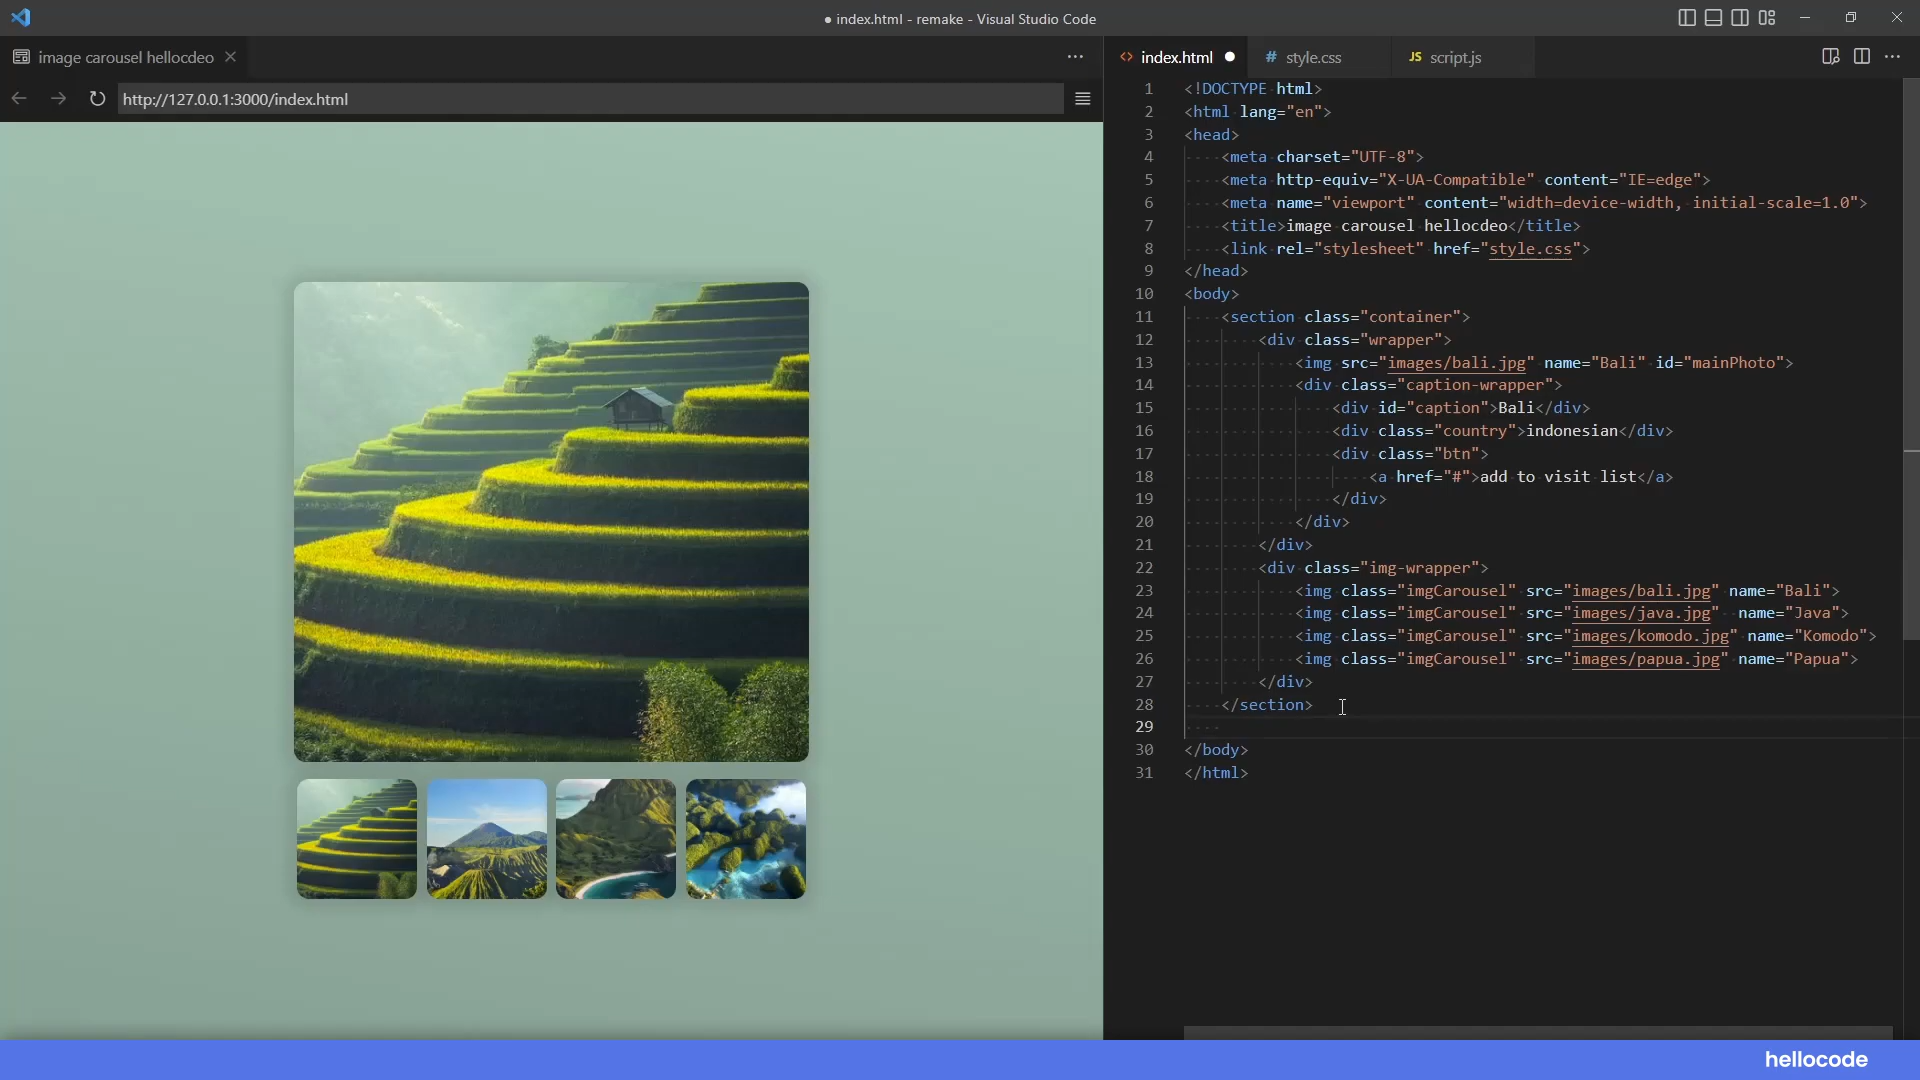 ● index.html - remake - Visual Studio Code
image carousel hellocdeo
http://127.0.0.1:3000/index.html
<> index.html ●
# style.css
JS script.js
1 <!DOCTYPE html>
2 <html lang="en">
3 <head>
4 <meta charset="UTF-8">
5 <meta http-equiv="X-UA-Compatible" content="IE=edge">
6 <meta name="viewport" content="width=device-width, initial-scale=1.0">
7 <title>image carousel hellocdeo</title>
8 <link rel="stylesheet" href="style.css">
9 </head>
10 <body>
11 <section class="container">
12 <div class="wrapper">
13 <img src="images/bali.jpg" name="Bali" id="mainPhoto">
14 <div class="caption-wrapper">
15 <div id="caption">Bali</div>
16 <div class="country">indonesian</div>
17 <div class="btn">
18 <a href="#">add to visit list</a>
19 </div>
20 </div>
21 </div>
22 <div class="img-wrapper">
23 <img class="imgCarousel" src="images/bali.jpg" name="Bali">
24 <img class="imgCarousel" src="images/java.jpg"  name="Java">
25 <img class="imgCarousel" src="images/komodo.jpg" name="Komodo">
26 <img class="imgCarousel" src="images/papua.jpg" name="Papua">
27 </div>
28 </section>
29
30 </body>
31 </html>
hellocode